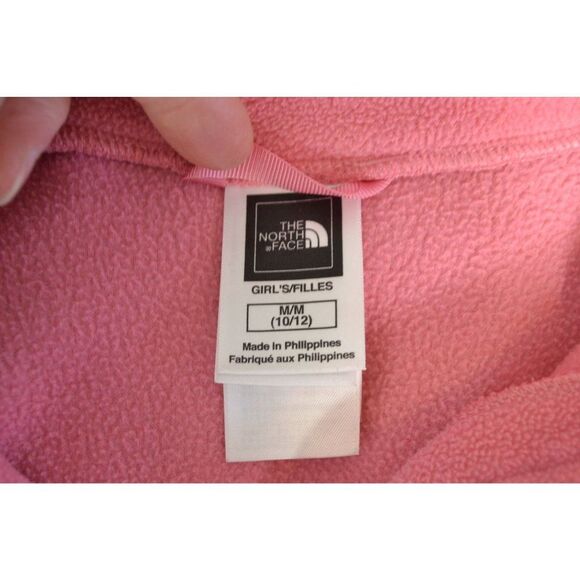 THE
NORTH
FACE
GIRL'S/FILLES
M/M
(10/12)
Made in Philippines
Fabriqué aux Philippines